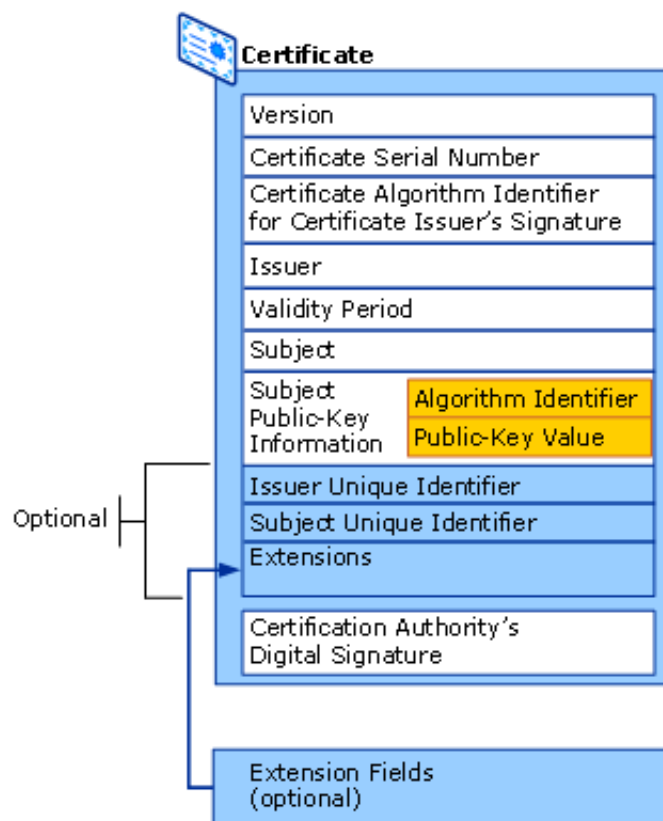 Certificate
Version
Certificate Serial Number
Certificate Algorithm Identifier
for Certificate Issuer's Signature
Issuer
Validity Period
Subject
Subject
Public-Key
Information
Algorithm Identifier
Public-Key Value
Optional
Issuer Unique Identifier
Subject Unique Identifier
Extensions
Certification Authority's
Digital Signature
Extension Fields
(optional)